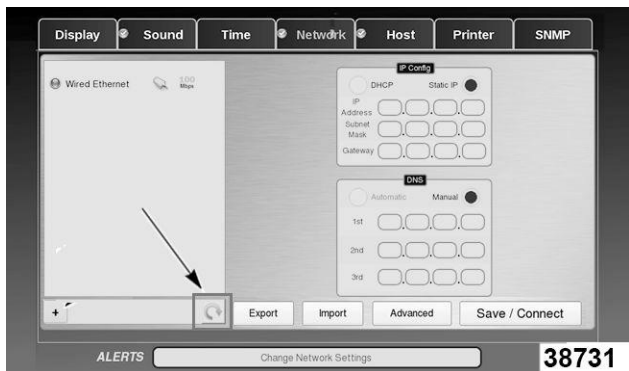 Display Sound Time Network Host Printer SNMP
Wired Ethernet 100 Mbps
IP Config
DHCP Static IP
IP Address
Subnet Mask
Gateway
DNS
Automatic Manual
1st
2nd
3rd
+ Export Import Advanced Save / Connect
ALERTS Change Network Settings
38731